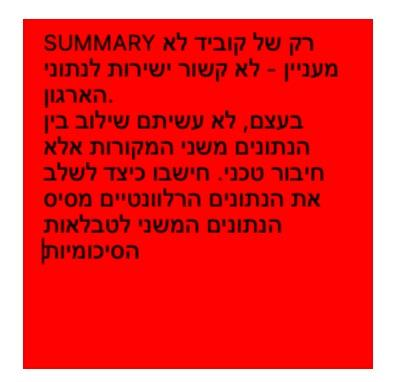 רק של קוביד לא SUMMARY
מעניין - לא קשור ישירות לנתוני
הארגון.
בעצם, לא עשיתם שילוב בין
הנתונים משני המקורות אלא
חיבור טכני. חישבו כיצד לשלב
את הנתונים הרלוונטיים מסיס
הנתונים המשני לטבלאות
הסיכומיות